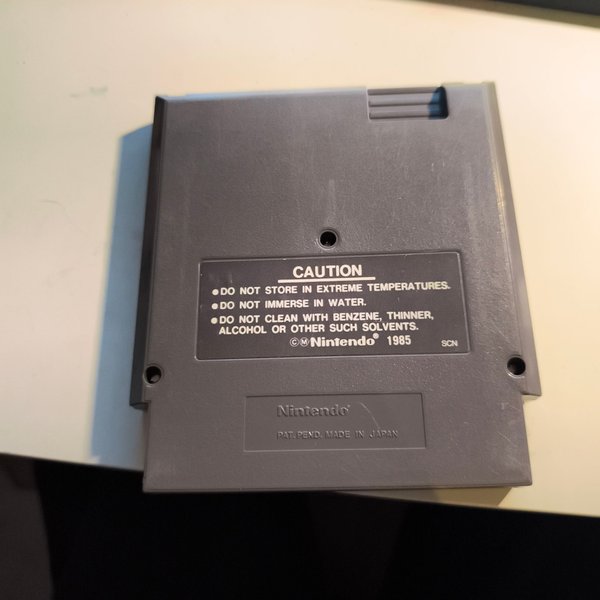 CAUTION
●DO NOT STORE IN EXTREME TEMPERATURES.
●DO NOT IMMERSE IN WATER.
●DO NOT CLEAN WITH BENZENE, THINNER,
ALCOHOL OR OTHER SUCH SOLVENTS.
©ⓂNintendo® 1985 SCN
Nintendo®
PAT. PEND. MADE IN JAPAN